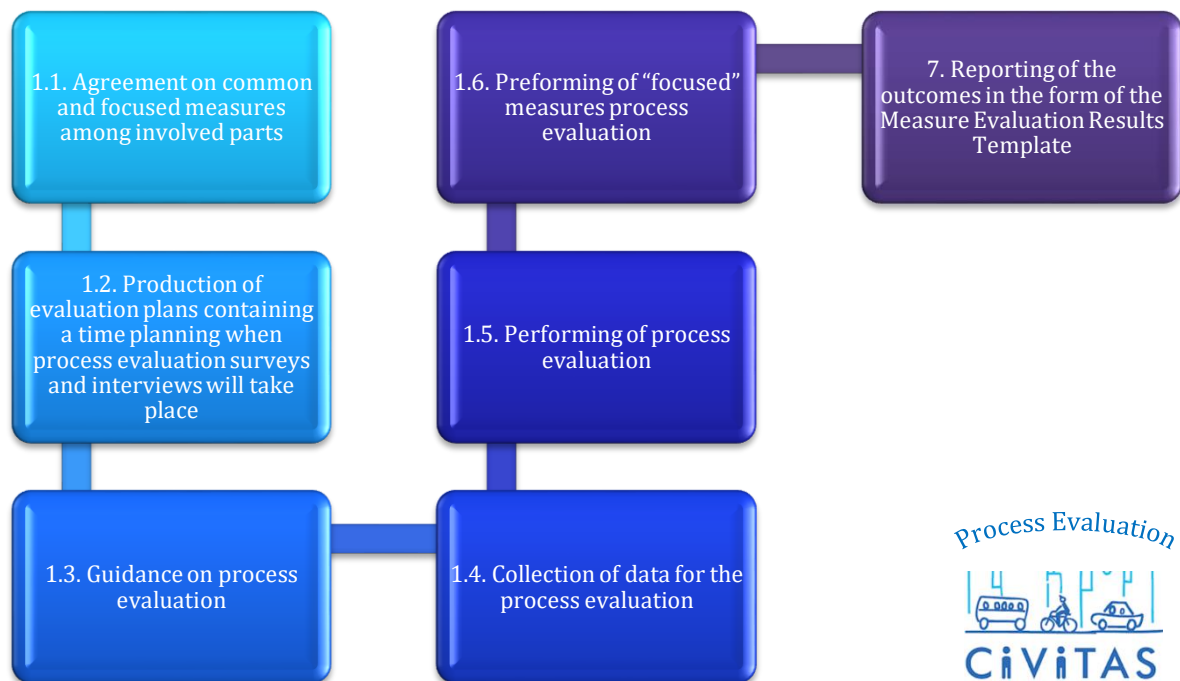 1.1. Agreement on common
and focused measures
among involved parts
1.2. Production of
evaluation plans containing
a time planning when
process evaluation surveys
and interviews will take
place
1.3. Guidance on process
evaluation
1.4. Collection of data for the
process evaluation
1.5. Performing of process
evaluation
1.6. Preforming of “focused”
measures process
evaluation
7. Reporting of the
outcomes in the form of the
Measure Evaluation Results
Template
Process Evaluation
CiViTAS